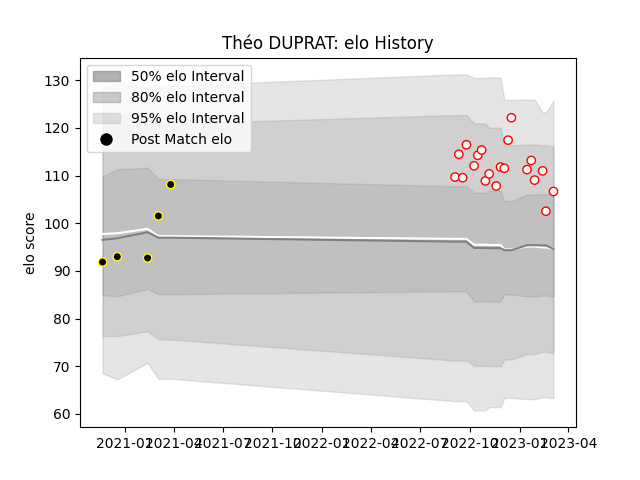 Théo DUPRAT: elo History
50% elo Interval
80% elo Interval
95% elo Interval
Post Match elo
elo score
130
120
110
100
90
80
70
60
2021-01 2021-04 2021-07 2021-10 2022-01 2022-04 2022-07 2022-10 2023-01 2023-04